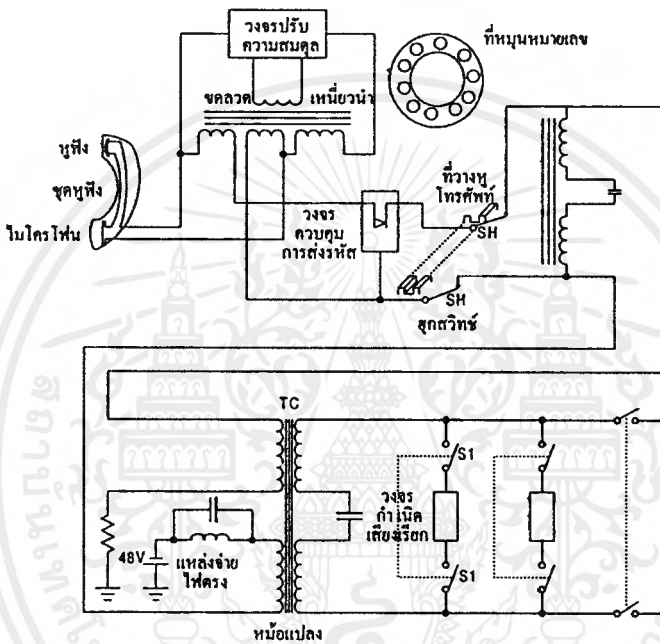 วงจรปรับ
ความสมดุล
ที่หมุนหมายเลข
ขดลวด
เหนี่ยวนำ
หูฟัง
ชุดหูฟัง
ไมโครโฟน
ที่วางหู
โทรศัพท์
วงจร
ควบคุม
การส่งรหัส
SH
SH
ฮุกสวิทช์
TC
S1
วงจร
กำเนิด
เสียงเรียก
48V
แหล่งจ่าย
ไฟตรง
S1
หม้อแปลง